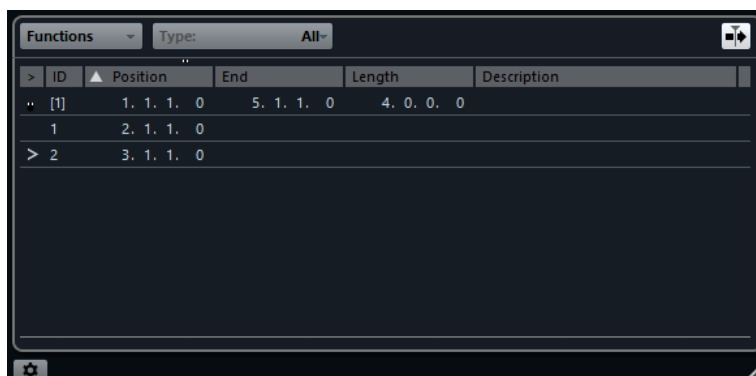 Functions Type: All
> ID Position End Length Description
[1] 1. 1. 1. 0 5. 1. 1. 0 4. 0. 0. 0
1 2. 1. 1. 0
> 2 3. 1. 1. 0